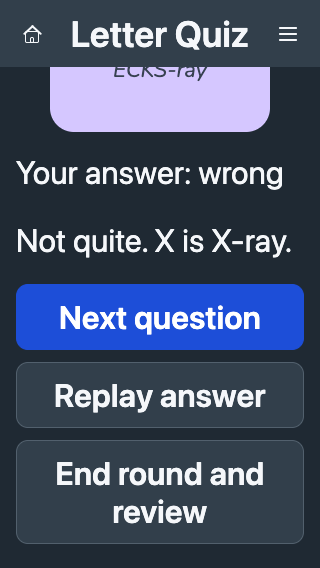 Letter Quiz
ECKS-ray
Your answer: wrong
Not quite. X is X-ray.
Next question
Replay answer
End round and
review